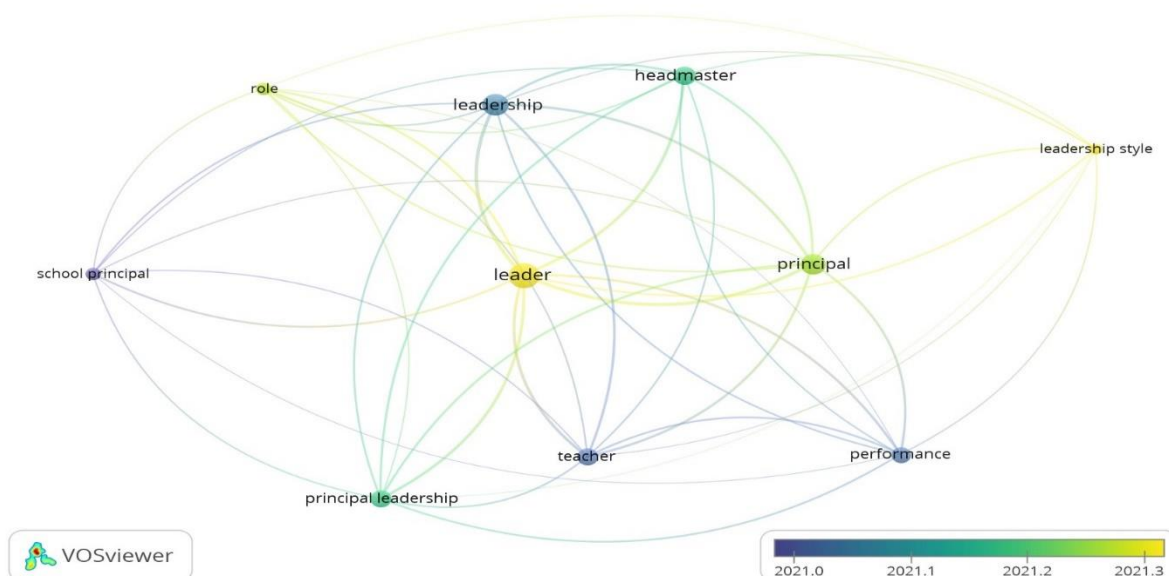 headmaster
role
leadership
leadership style
school principal
leader
principal
teacher
performance
principal leadership
VOSviewer
2021.0 2021.1 2021.2 2021.3